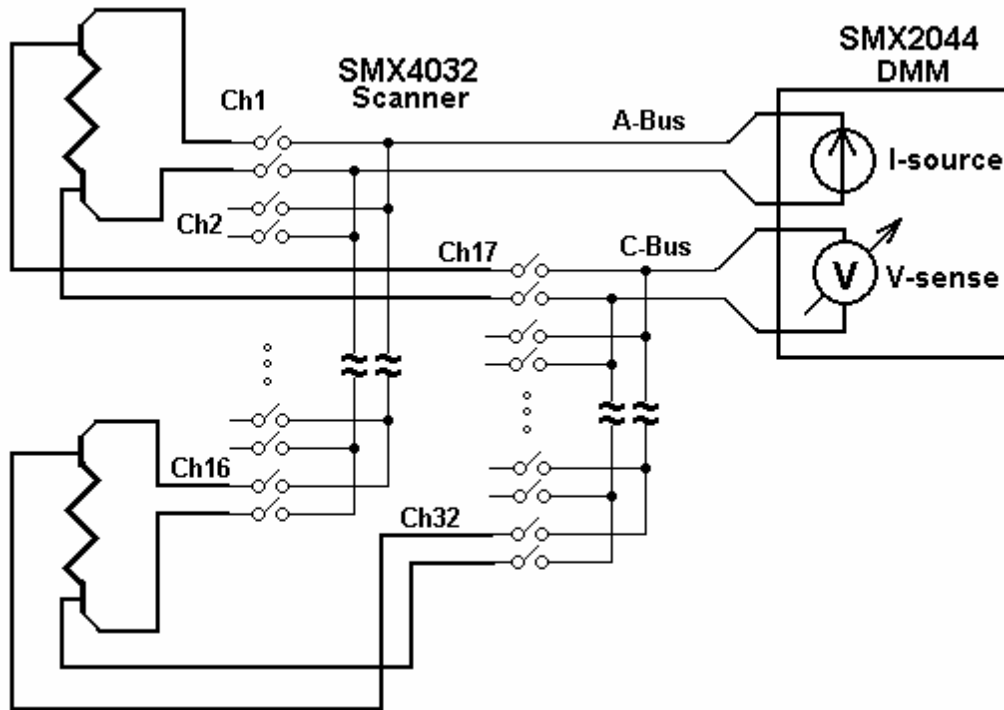 SMX2044
DMM
SMX4032
Scanner
Ch1
A-Bus
I-source
Ch2
Ch17
C-Bus
V
V-sense
Ch16
Ch32